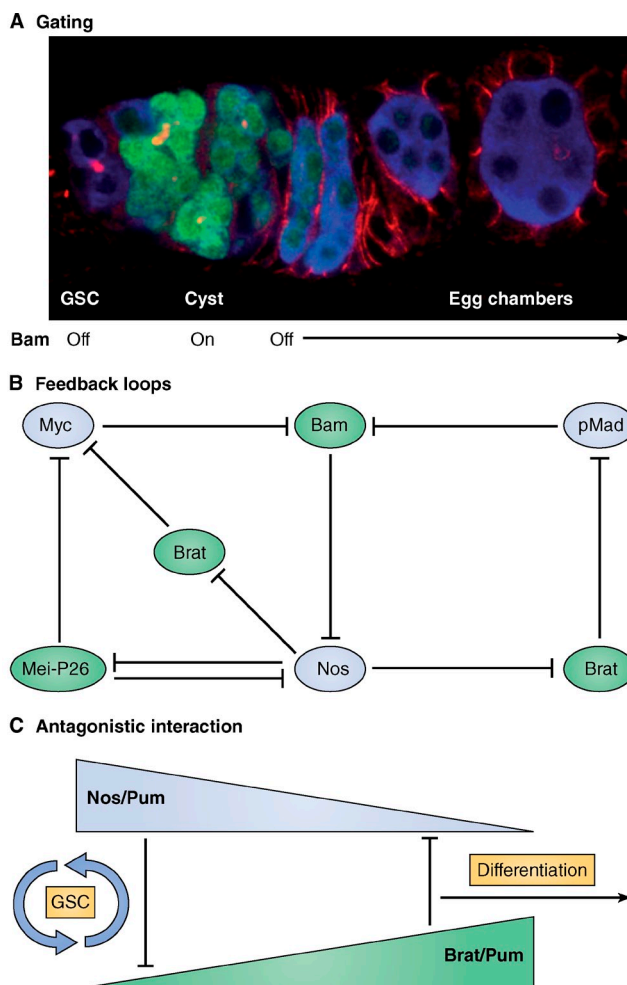 A Gating
GSC Cyst Egg chambers
Bam Off On Off
B Feedback loops
Myc Bam pMad
Brat
Mei-P26 Nos Brat
C Antagonistic interaction
Nos/Pum
GSC
Differentiation
Brat/Pum